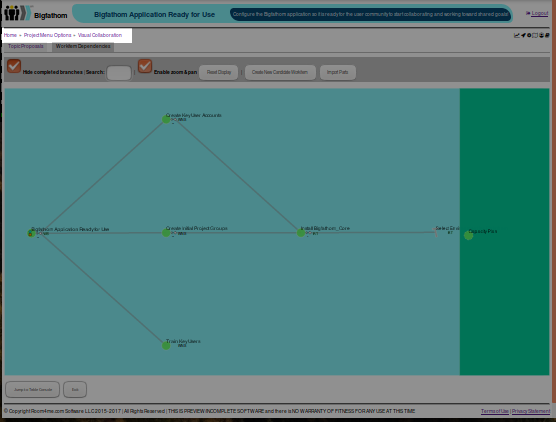 Bigfathom
Bigfathom Application Ready for Use
Configure the Bigfathom application so it is ready for the user community to start collaborating and working toward shared goals.
Logout
Home » Project Menu Options » Visual Collaboration
Topic Proposals
Workitem Dependencies
Hide completed branches | Search:
Enable zoom & pan
Reset Display
Create New Candidate Workitem
Import Parts
Create Key User Accounts
Bigfathom Application Ready for Use
Create Initial Project Groups
Install Bigfathom_Core
Capacity Plan
Train Key Users
Jump to Table Console
Exit
© Copyright Room4me.com Software LLC 2015-2017 | All Rights Reserved | THIS IS PREVIEW INCOMPLETE SOFTWARE and there is NO WARRANTY OF FITNESS FOR ANY USE AT THIS TIME
Terms of Use | Privacy Statement